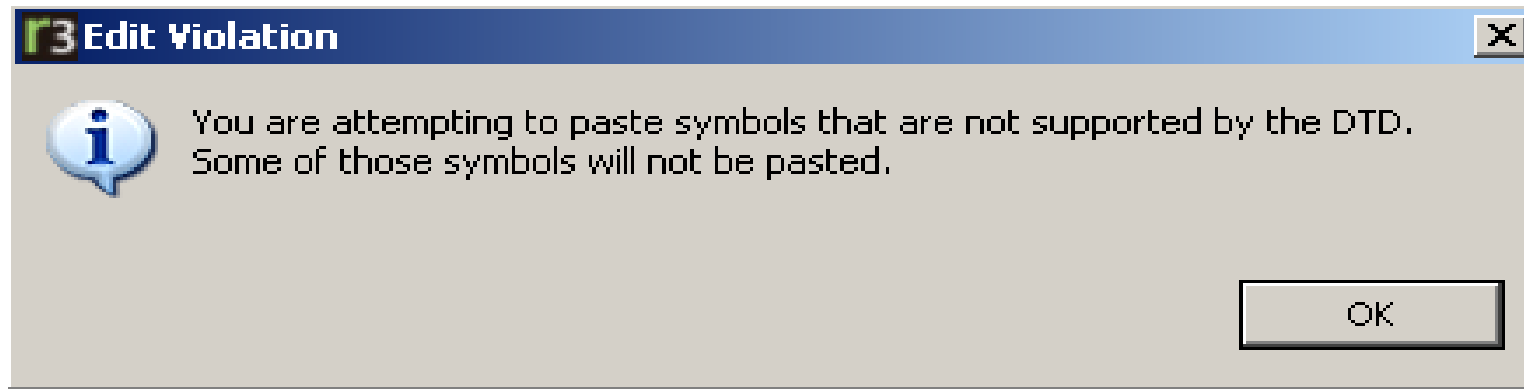 r3 Edit Violation
You are attempting to paste symbols that are not supported by the DTD.
Some of those symbols will not be pasted.
OK